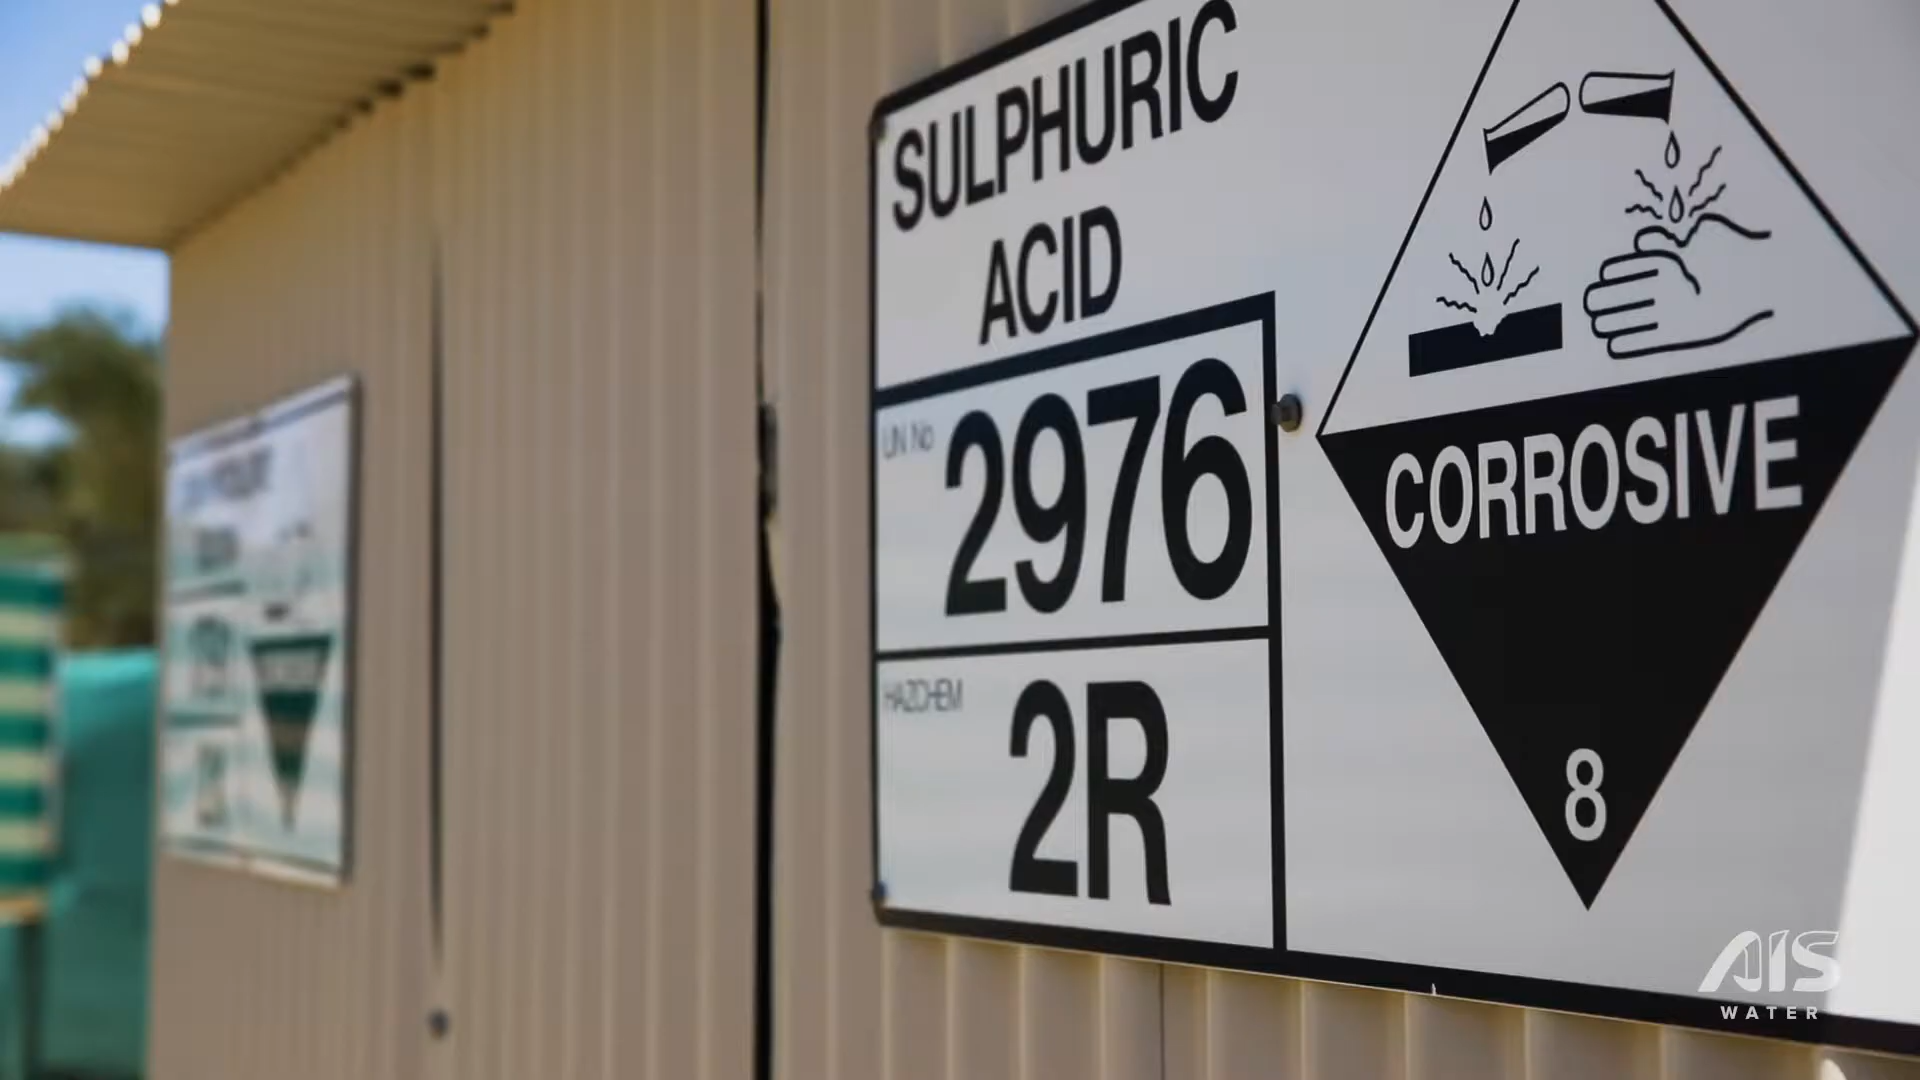 SULPHURIC
ACID
UN No
2976
HAZCHEM
2R
CORROSIVE
8
AIS
WATER